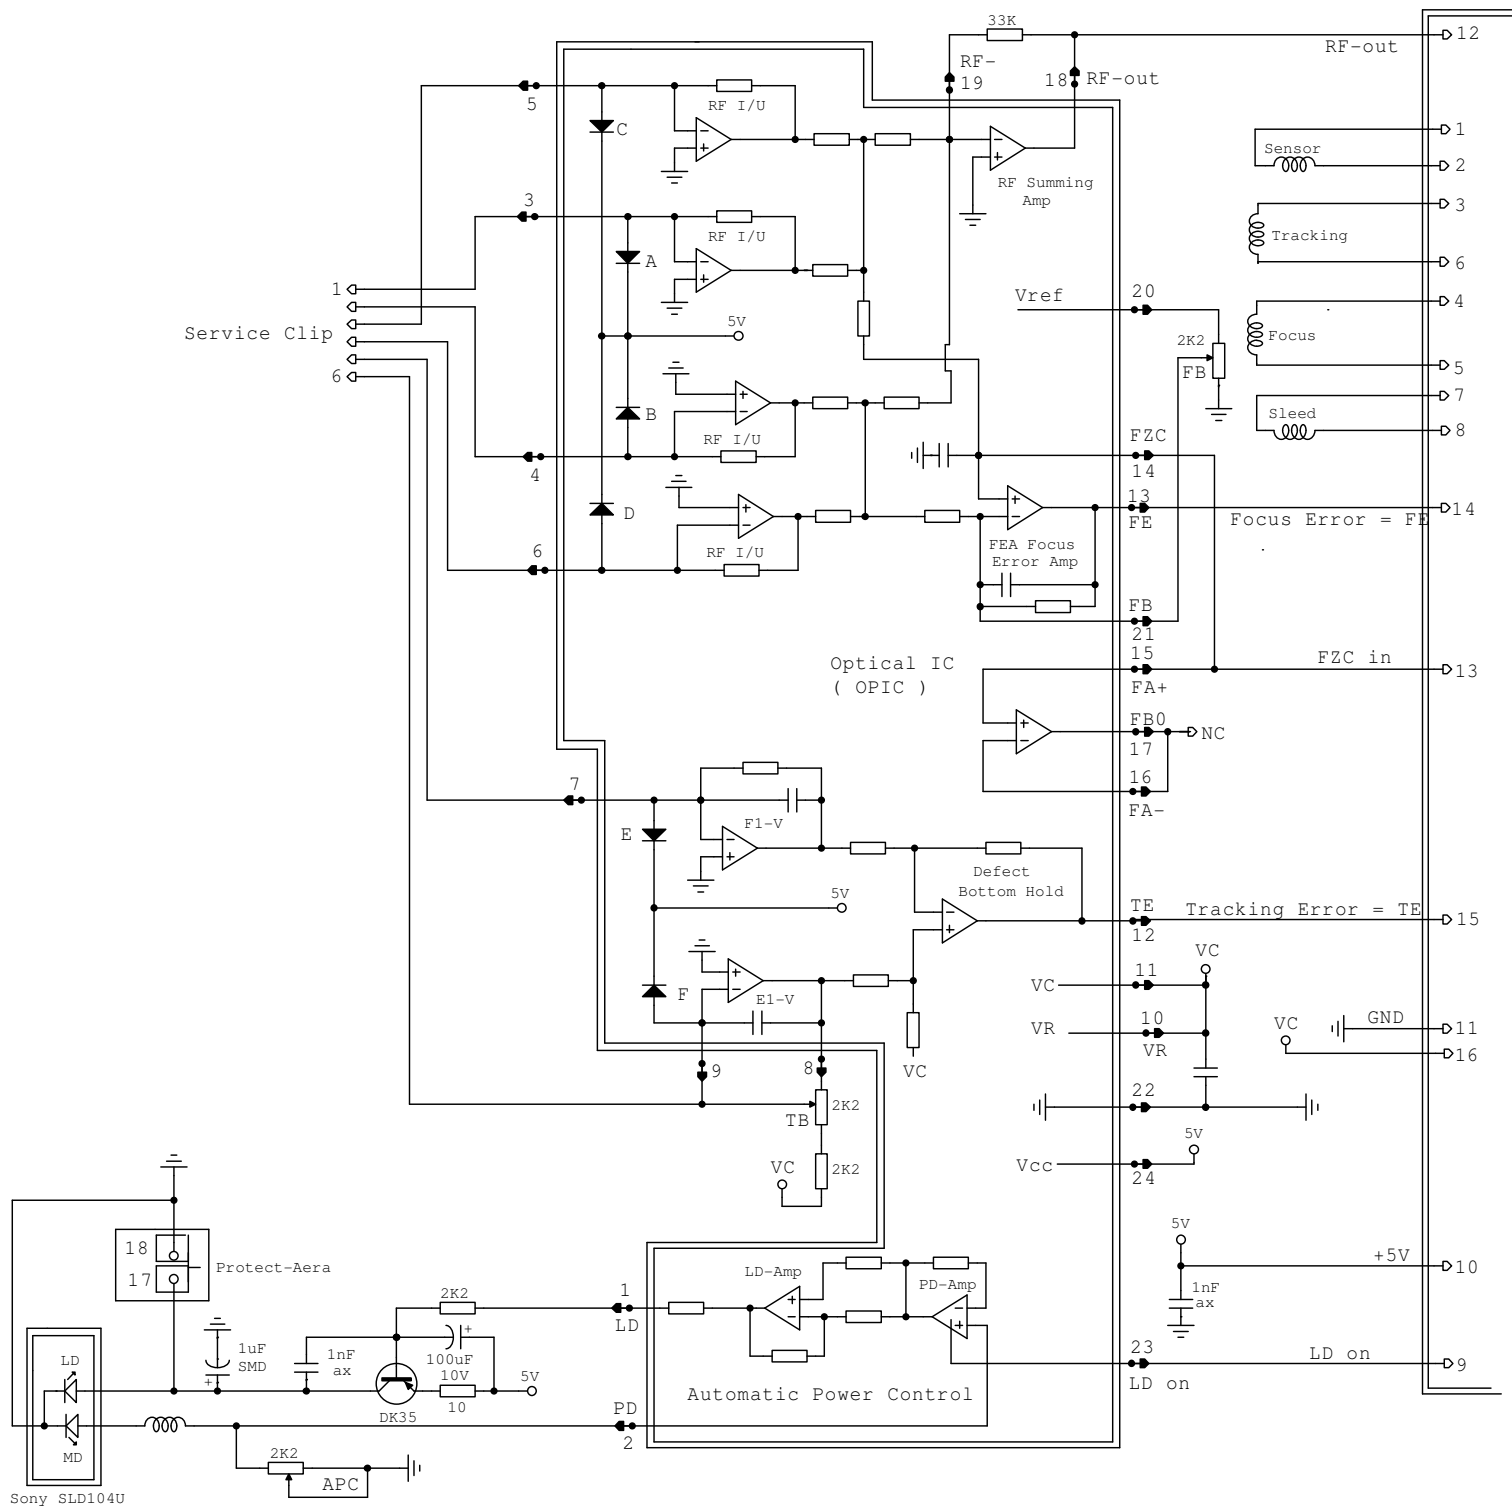 33K
12
RF-out
RF-
19
18
RF-out
5
RF I/U
C
1
Sensor
2
RF Summing
Amp
3
3
RF I/U
Tracking
A
6
1
Vref
20
4
5V
Service Clip
2K2
Focus
FB
5
6
7
B
Sleed
8
RF I/U
FZC
14
4
13
14
D
FE
Focus Error = FE
6
RF I/U
FEA Focus
Error Amp
FB
21
Optical IC
( OPIC )
15
FZC in
13
FA+
FB0
NC
17
16
FA-
7
F1-V
E
Defect
Bottom Hold
5V
TE
Tracking Error = TE
15
12
VC
11
VC
F
E1-V
10
VC
GND
11
VR
VR
16
9
8
VC
22
2K2
TB
5V
VC
2K2
Vcc
24
18
5V
17
Protect-Aera
+5V
10
LD-Amp
PD-Amp
2K2
1
1nF
ax
LD
1uF
SMD
1nF
ax
100uF
10V
23
LD on
9
LD
5V
LD on
10
Automatic Power Control
DK35
PD
2
MD
2K2
APC
Sony SLD104U